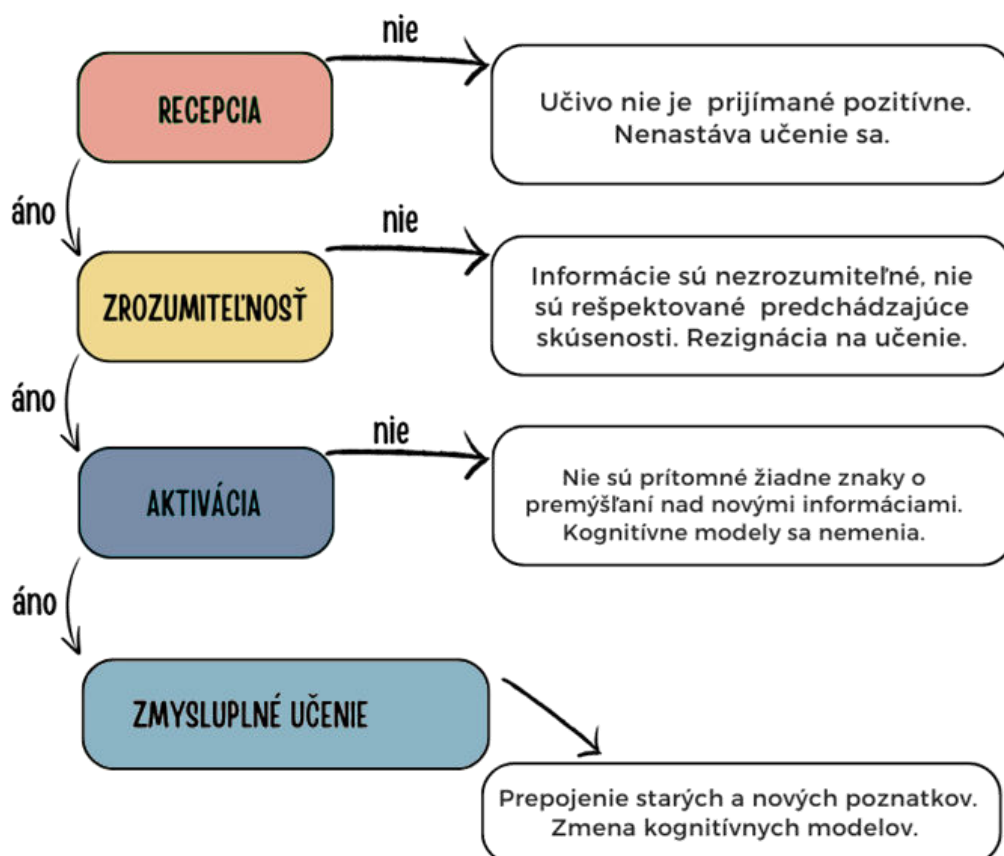 nie
RECEPCIA
Učivo nie je prijímané pozitívne.
Nenastáva učenie sa.
áno
nie
ZROZUMITEĽNOSŤ
Informácie sú nezrozumiteľné, nie
sú rešpektované predchádzajúce
skúsenosti. Rezignácia na učenie.
áno
nie
AKTIVÁCIA
Nie sú prítomné žiadne znaky o
premýšľaní nad novými informáciami.
Kognitívne modely sa nemenia.
áno
ZMYSLUPLNÉ UČENIE
Prepojenie starých a nových poznatkov.
Zmena kognitívnych modelov.